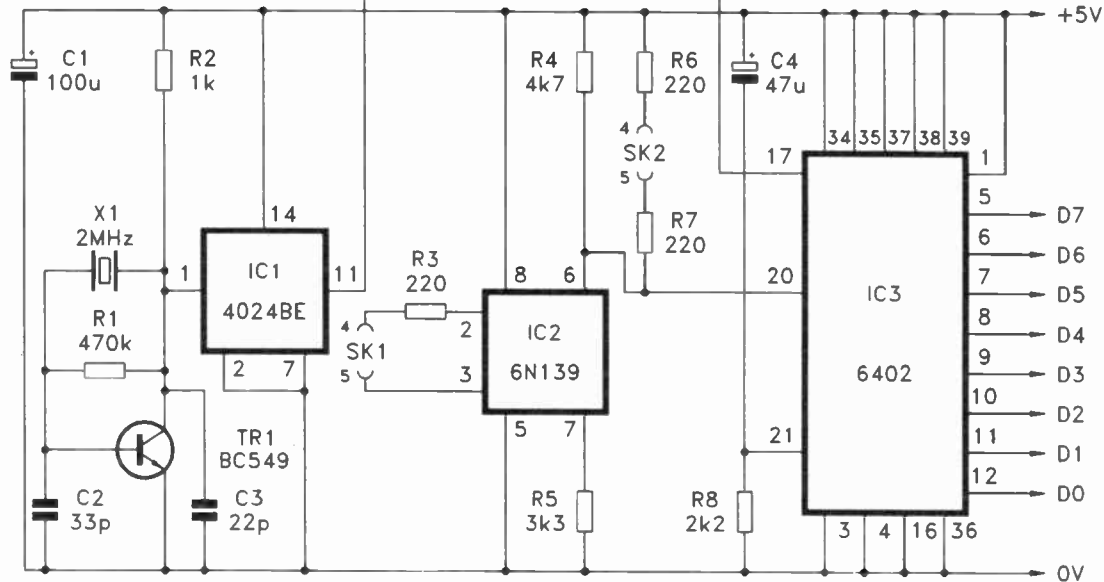 +5V
C1
100u
R2
1k
R4
4k7
R6
220
C4
47u
4
SK2
5
34 35 37 38 39
17
1
5
D7
X1
2MHz
14
R7
220
6
D6
1
IC1
11
R3
220
8
6
7
D5
20
IC3
4024BE
4
SK1
5
2
IC2
8
D4
R1
470k
2
7
3
6N139
6402
9
D3
5
7
10
D2
TR1
BC549
21
11
D1
12
D0
C2
33p
C3
22p
R5
3k3
R8
2k2
3
4
16
36
0V